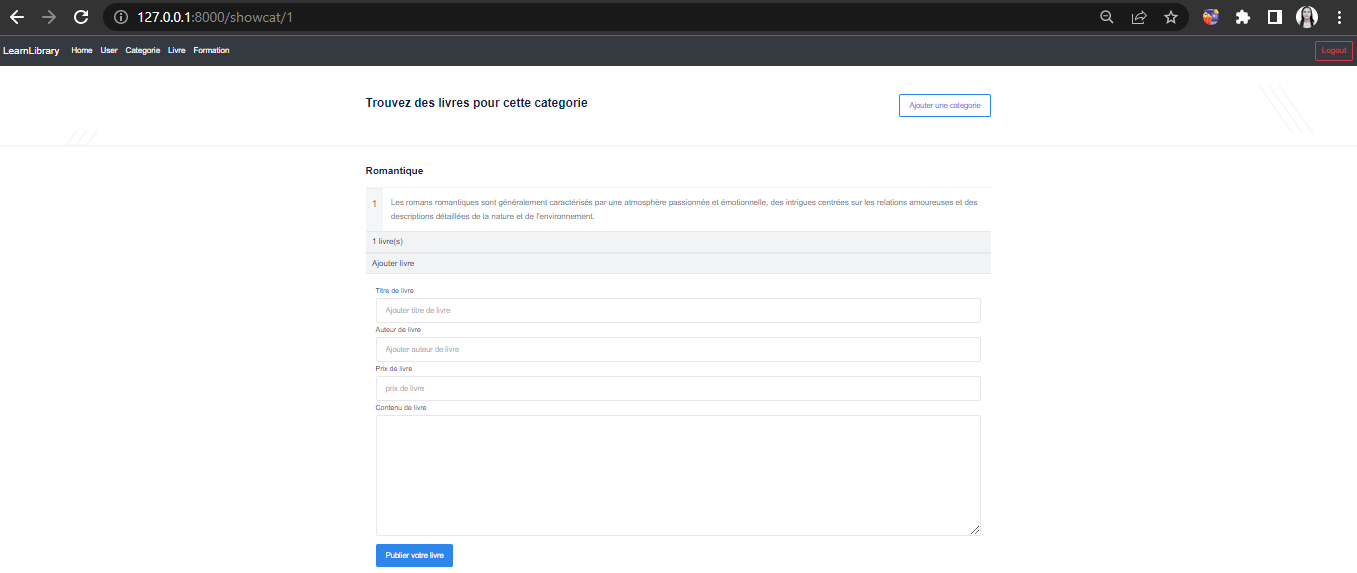 127.0.0.1:8000/showcat/1
LearnLibrary Home User Categorie Livre Formation Logout
Trouvez des livres pour cette categorie
Ajouter une categorie
Romantique
1
Les romans romantiques sont généralement caractérisés par une atmosphère passionnée et émotionnelle, des intrigues centrées sur les relations amoureuses et des
descriptions détaillées de la nature et de l'environnement.
1 livre(s)
Ajouter livre
Titre de livre
Ajouter titre de livre
Auteur de livre
Ajouter auteur de livre
Prix de livre
prix de livre
Contenu de livre
Publier votre livre